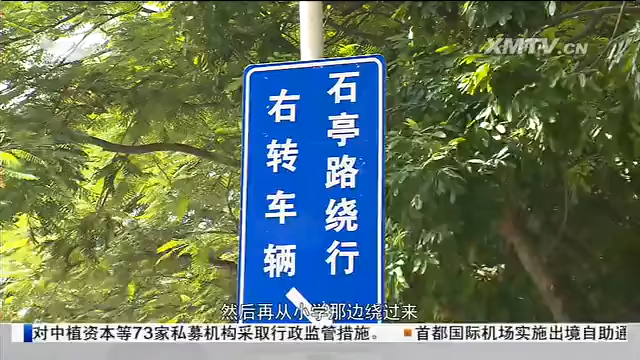 XMTV.CN
右转车辆
石亭路绕行
然后再从小学那边绕过来
对中植资本等73家私募机构采取行政监管措施。 首都国际机场实施出境自助通